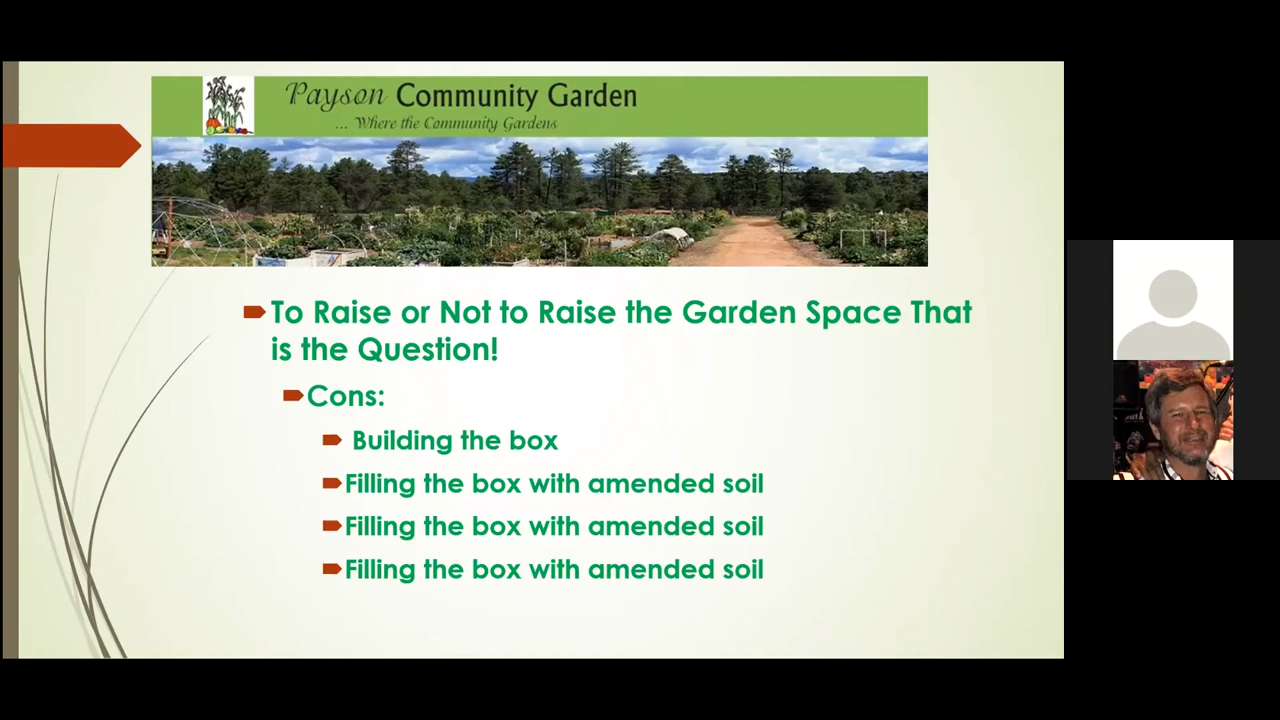 Payson Community Garden
... Where the Community Gardens
To Raise or Not to Raise the Garden Space That
is the Question!
Cons:
Building the box
Filling the box with amended soil
Filling the box with amended soil
Filling the box with amended soil